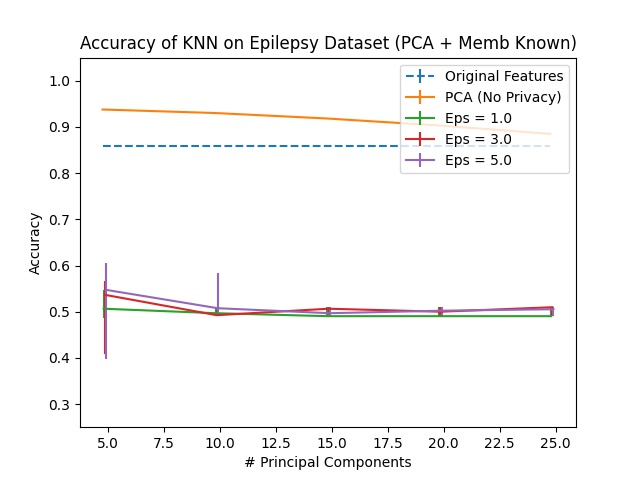 Accuracy of KNN on Epilepsy Dataset (PCA + Memb Known)
1.0
0.9
0.8
0.7
0.6
0.5
0.4
0.3
Accuracy
Original Features
PCA (No Privacy)
Eps = 1.0
Eps = 3.0
Eps = 5.0
5.0 7.5 10.0 12.5 15.0 17.5 20.0 22.5 25.0
# Principal Components